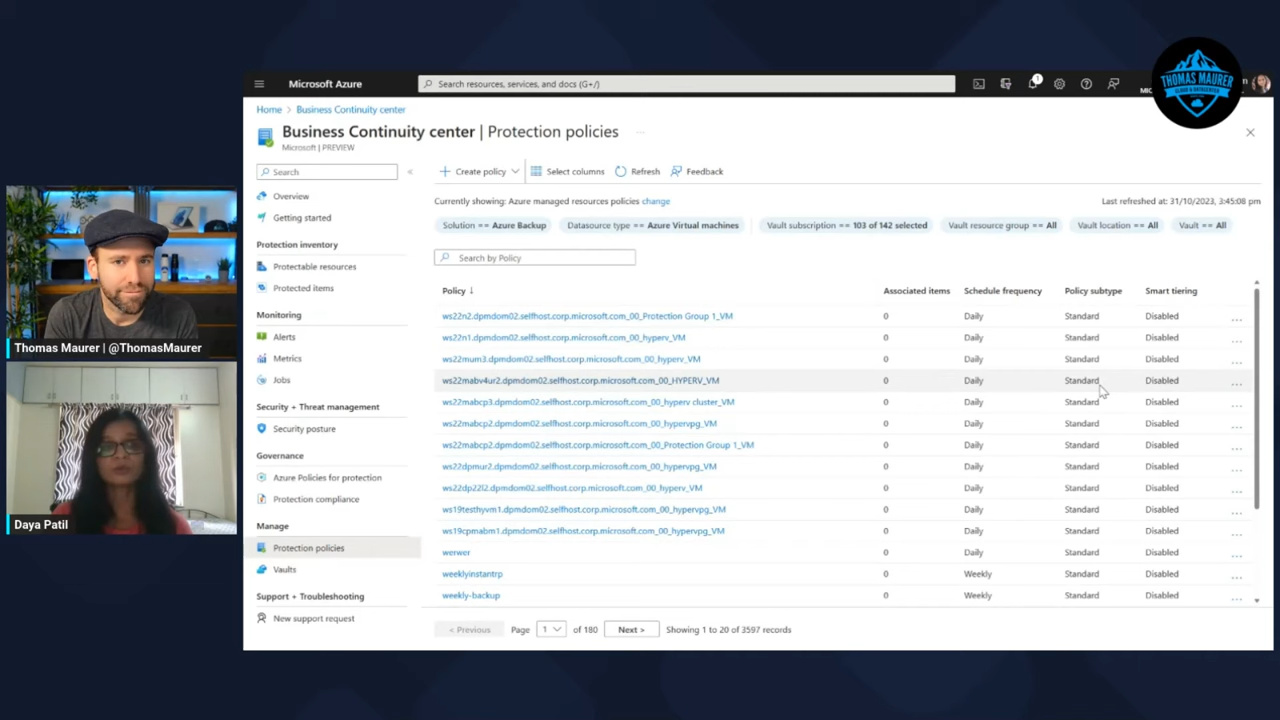 THOMAS MAURER
CLOUD & DATACENTER
Microsoft Azure
Search resources, services, and docs (G+/)
1
Home > Business Continuity center
Business Continuity center | Protection policies
...
Microsoft | PREVIEW
Search
«
Create policy
Select columns
Refresh
Feedback
Currently showing: Azure managed resources policies change
Last refreshed at: 31/10/2023, 3:45:08 pm
Solution == Azure Backup
Datasource type == Azure Virtual machines
Vault subscription == 103 of 142 selected
Vault resource group == All
Vault location == All
Vault == All
Search by Policy
Overview
Getting started
Protection inventory
Protectable resources
Protected items
Monitoring
Alerts
Metrics
Jobs
Security + Threat management
Security posture
Governance
Azure Policies for protection
Protection compliance
Manage
Protection policies
Vaults
Support + Troubleshooting
New support request
Policy ↓ Associated items Schedule frequency Policy subtype Smart tiering
ws22n2.dpmdom02.selfhost.corp.microsoft.com_00_Protection Group 1_VM 0 Daily Standard Disabled ...
ws22n1.dpmdom02.selfhost.corp.microsoft.com_00_hyperv_VM 0 Daily Standard Disabled ...
ws22mum3.dpmdom02.selfhost.corp.microsoft.com_00_hyperv_VM 0 Daily Standard Disabled ...
ws22mabv4ur2.dpmdom02.selfhost.corp.microsoft.com_00_HYPERV_VM 0 Daily Standard Disabled ...
ws22mabcp3.dpmdom02.selfhost.corp.microsoft.com_00_hyperv cluster_VM 0 Daily Standard Disabled ...
ws22mabcp2.dpmdom02.selfhost.corp.microsoft.com_00_hypervpg_VM 0 Daily Standard Disabled ...
ws22mabcp2.dpmdom02.selfhost.corp.microsoft.com_00_Protection Group 1_VM 0 Daily Standard Disabled ...
ws22dpmur2.dpmdom02.selfhost.corp.microsoft.com_00_hypervpg_VM 0 Daily Standard Disabled ...
ws22dp22l2.dpmdom02.selfhost.corp.microsoft.com_00_hyperv_VM 0 Daily Standard Disabled ...
ws19testhyvm1.dpmdom02.selfhost.corp.microsoft.com_00_hypervpg_VM 0 Daily Standard Disabled ...
ws19cpmabm1.dpmdom02.selfhost.corp.microsoft.com_00_hypervpg_VM 0 Daily Standard Disabled ...
werwer 0 Daily Standard Disabled ...
weeklyinstantrp 0 Weekly Standard Disabled ...
weekly-backup 0 Weekly Standard Disabled ...
< Previous Page 1 of 180 Next > Showing 1 to 20 of 3597 records
Thomas Maurer | @ThomasMaurer
Daya Patil